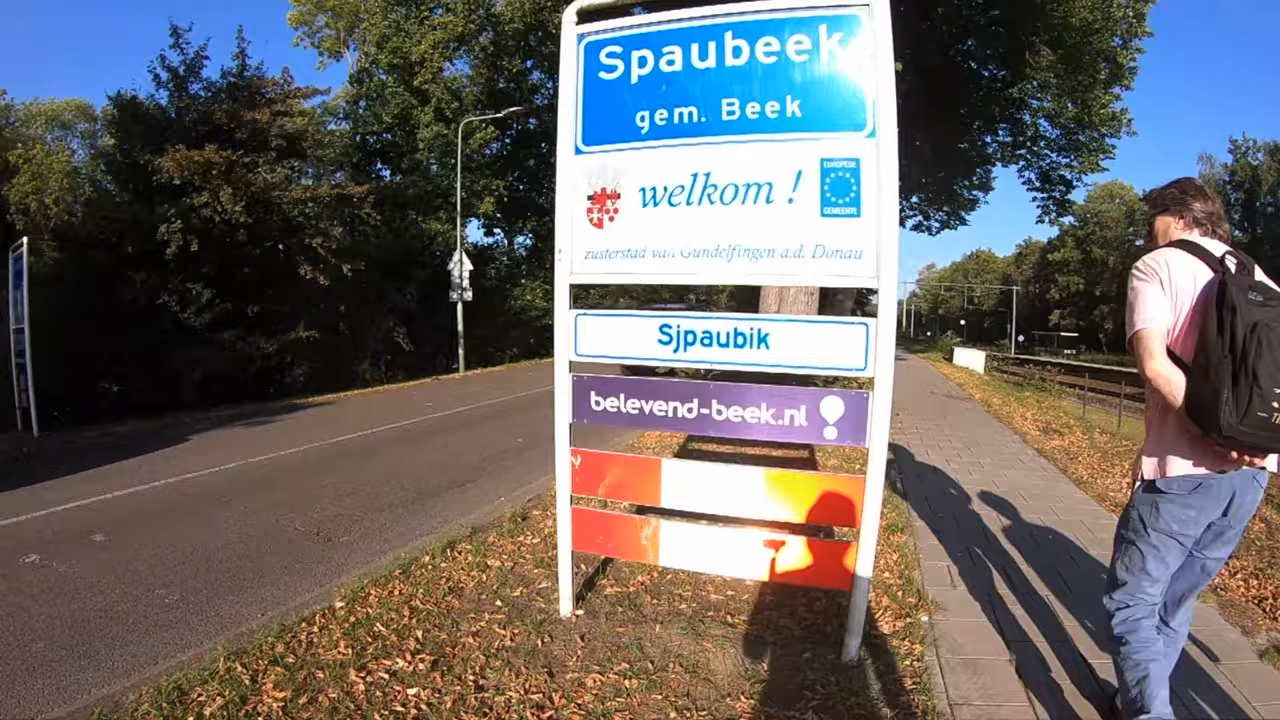 Spaubeek
gem. Beek
welkom !
EUROPESE
GEMEENTE
zusterstad van Gundelfingen a.d. Donau
Sjpaubik
belevend-beek.nl